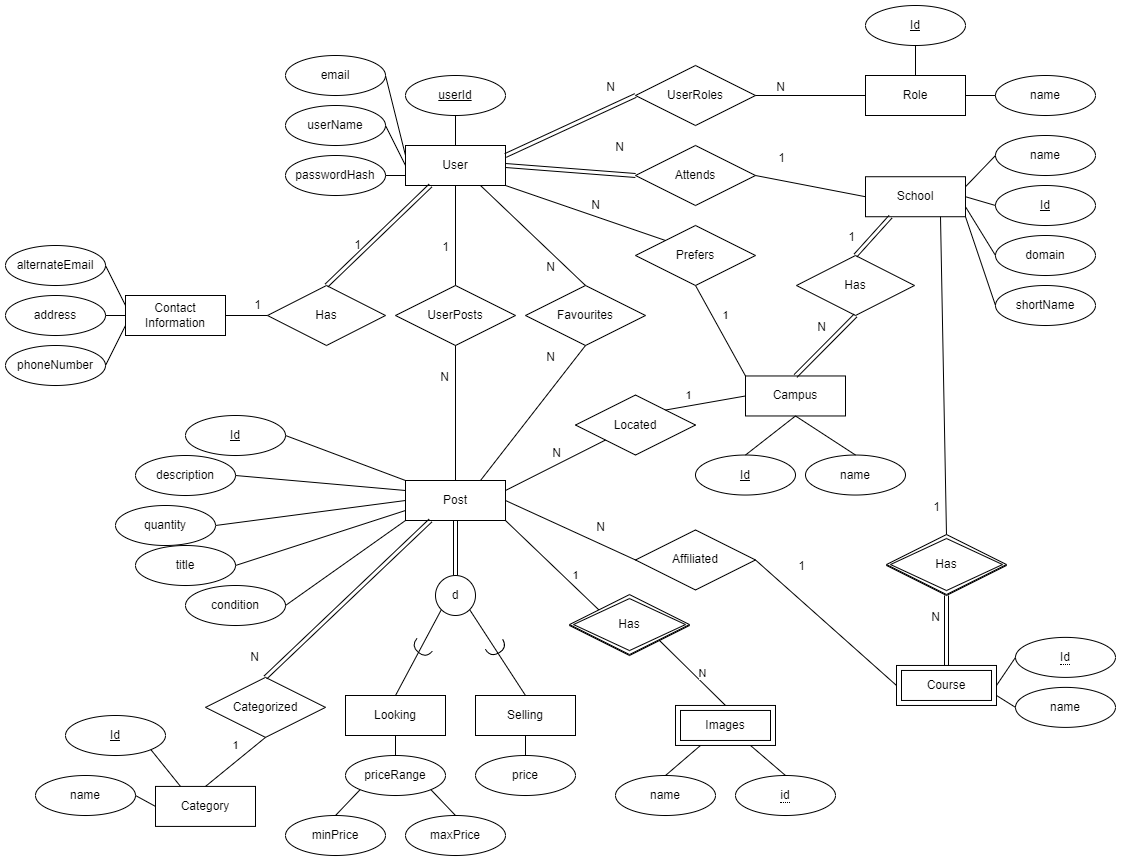 Id
email
userId
N
UserRoles
N
Role
name
userName
User
N
Attends
1
name
passwordHash
School
Id
N
Prefers
1
domain
1
1
N
Has
alternateEmail
N
shortName
Contact
Information
1
Has
UserPosts
Favourites
1
address
phoneNumber
N
N
Campus
1
Located
Id
N
Id
name
description
Post
1
quantity
N
Affiliated
1
Has
title
1
condition
d
Has
N
N
Id
N
Course
name
Categorized
Looking
Selling
Images
Id
1
priceRange
price
name
id
name
Category
minPrice
maxPrice